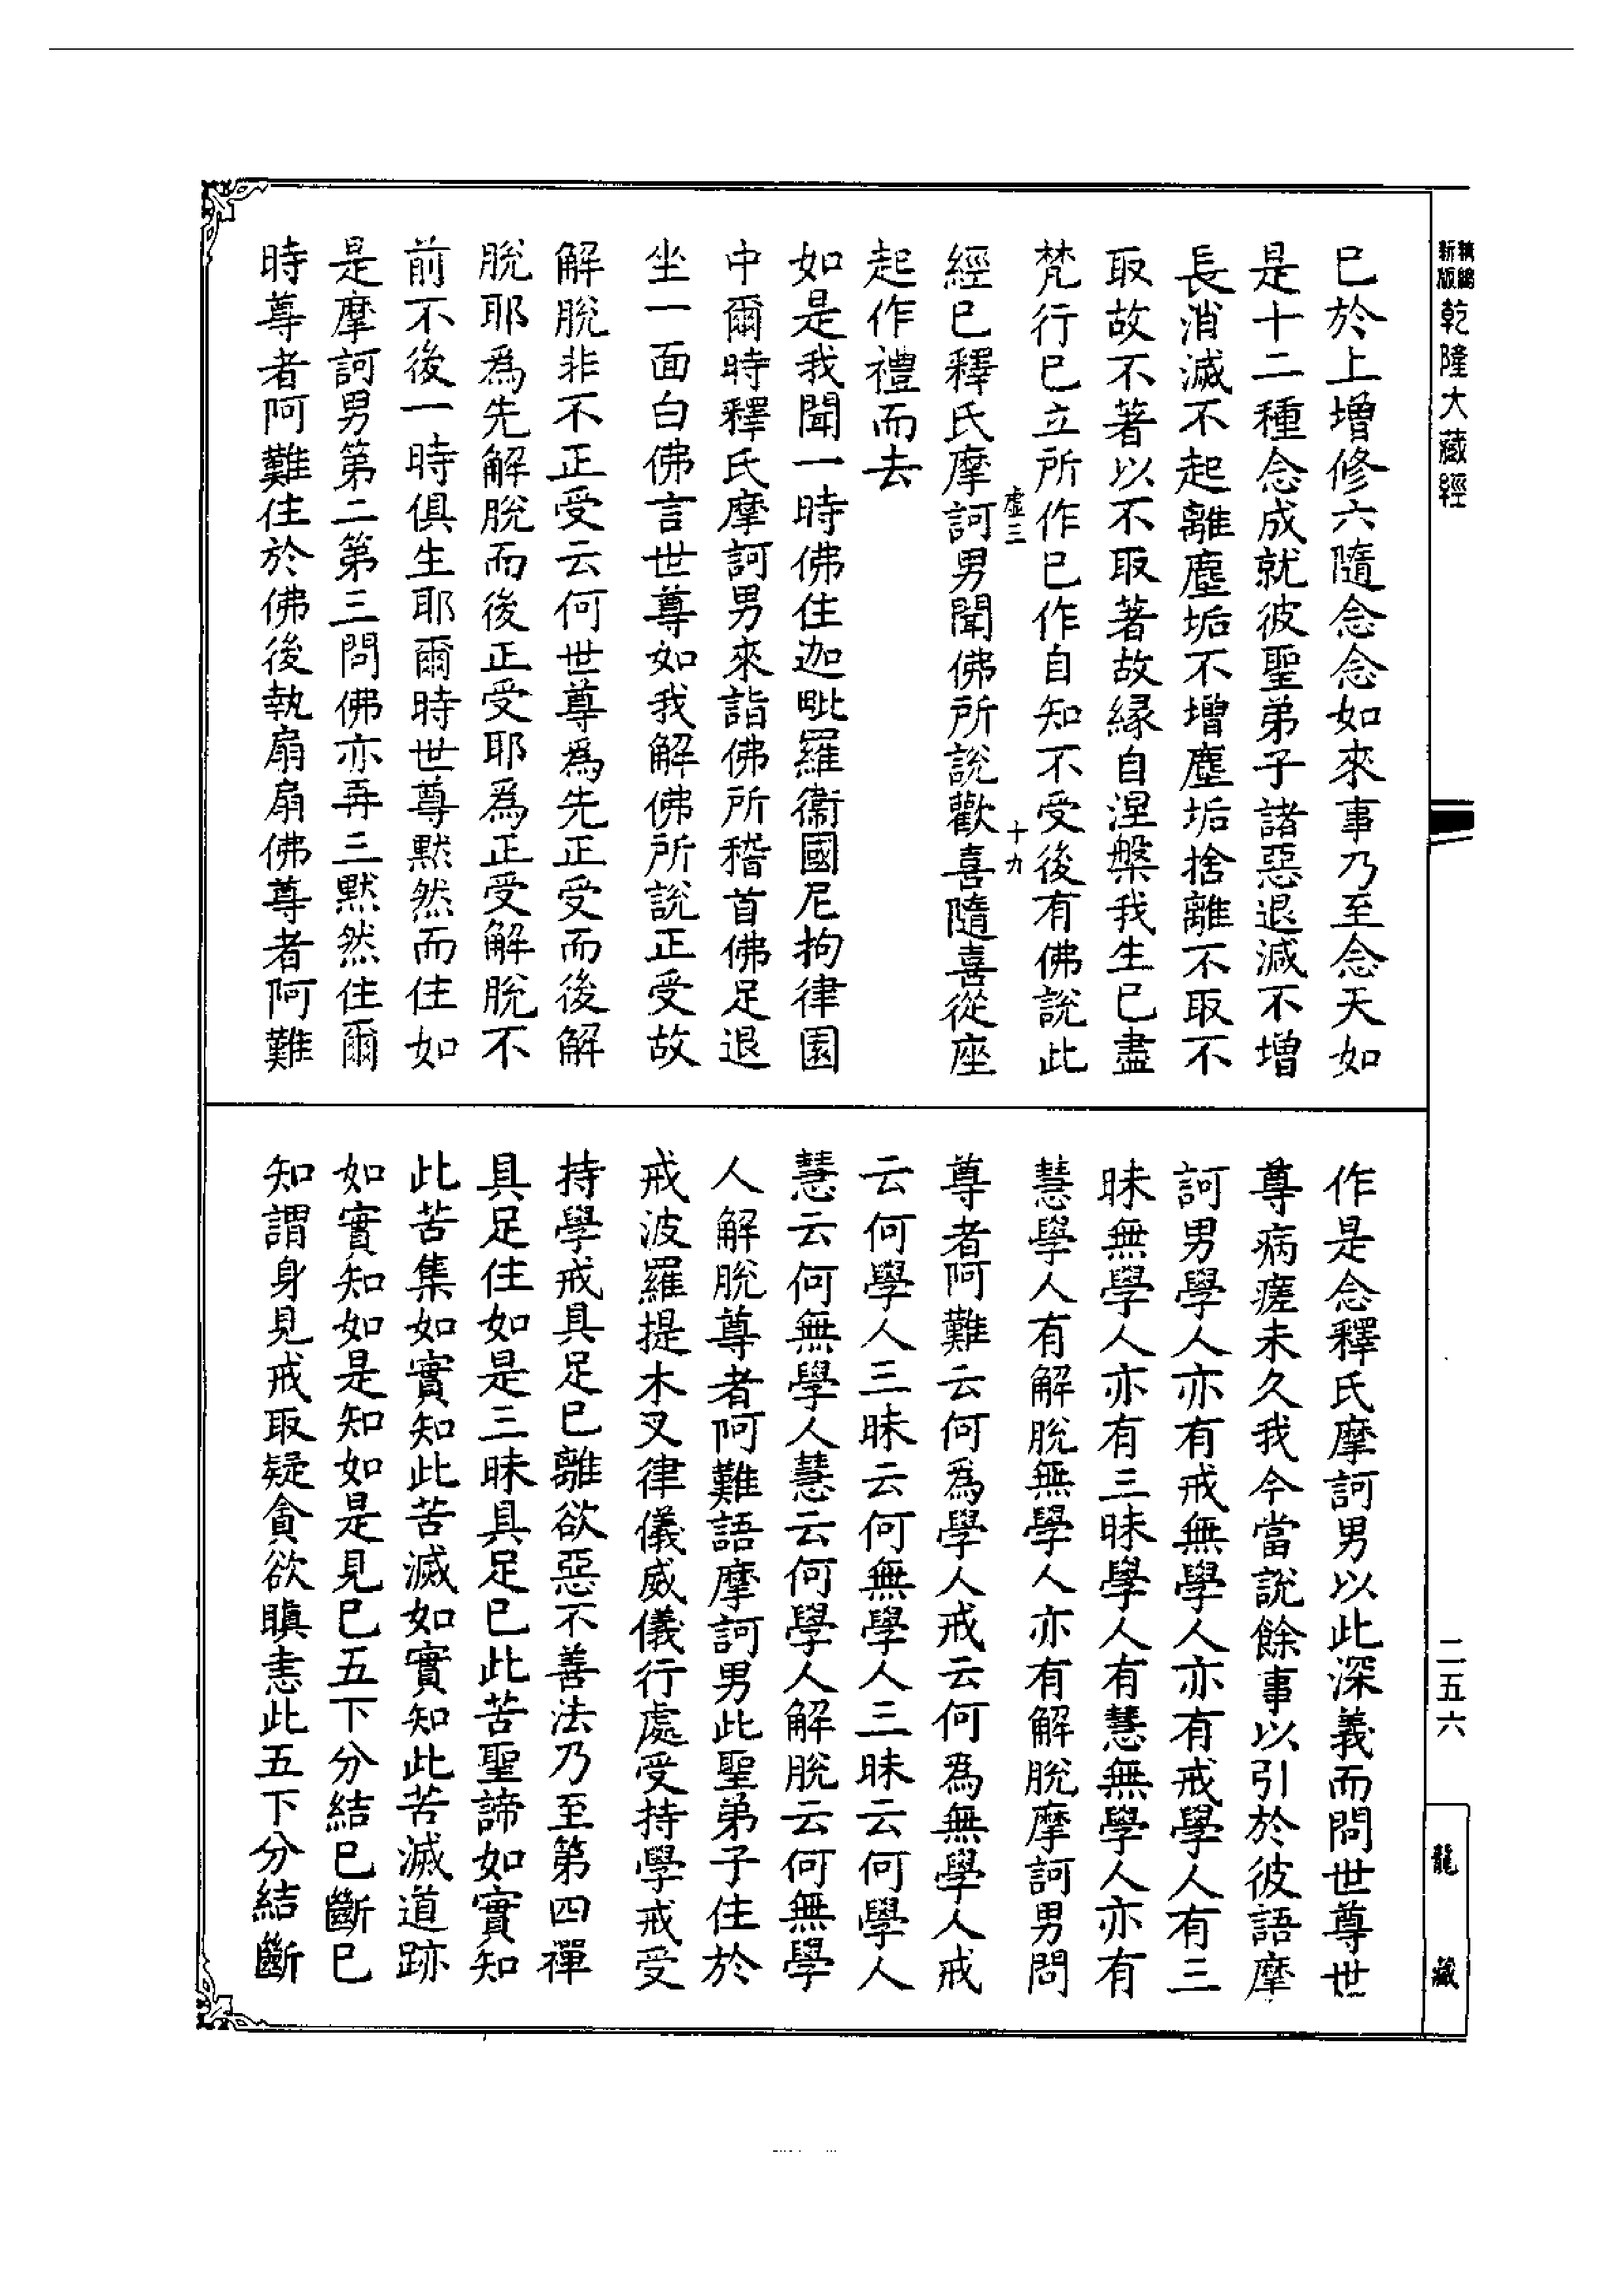 精編
新版
乾隆大藏經
巳於上增修六隨念念如來事乃至念天如
是十二種念成就彼聖弟子諸惡退減不增
長消滅不起離塵垢不增塵垢捨離不取不
取故不著以不取著故緣自涅槃我生巳盡
梵行巳立所作巳作自知不受後有佛說此
虛三
十九
經巳釋氏摩訶男聞佛所說歡喜隨喜從座
起作禮而去
如是我聞一時佛住迦毗羅衞國尼拘律園
中爾時釋氏摩訶男來詣佛所稽首佛足退
坐一面白佛言世尊如我解佛所說正受故
解脫非不正受云何世尊爲先正受而後解
脫耶爲先解脫而後正受耶爲正受解脫不
前不後一時俱生耶爾時世尊默然而住如
是摩訶男第二第三問佛亦再三默然住爾
時尊者阿難住於佛後執扇扇佛尊者阿難
作是念釋氏摩訶男以此深義而問世尊世
尊病瘥未久我今當說餘事以引於彼語摩
訶男學人亦有戒無學人亦有戒學人有三
昧無學人亦有三昧學人有慧無學人亦有
慧學人有解脫無學人亦有解脫摩訶男問
尊者阿難云何爲學人戒云何爲無學人戒
云何學人三昧云何無學人三昧云何學人
慧云何無學人慧云何學人解脫云何無學
人解脫尊者阿難語摩訶男此聖弟子住於
戒波羅提木叉律儀威儀行處受持學戒受
持學戒具足巳離欲惡不善法乃至第四禪
具足住如是三昧具足巳此苦聖諦如實知
此苦集如實知此苦滅如實知此苦滅道跡
如實知如是知如是見巳五下分結巳斷巳
知謂身見戒取疑貪欲瞋恚此五下分結斷
二五六
龍藏